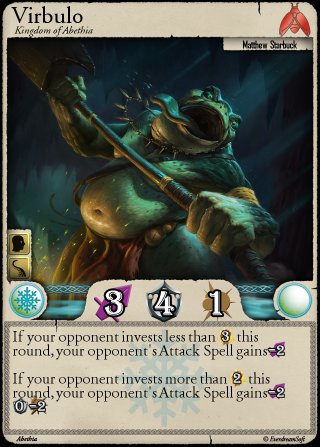 Virbulo
Kingdom of Abethia
Matthew Starbuck
3 4 1
If your opponent invests less than 3 this
round, your opponent's Attack Spell gains -2
If your opponent invests more than 2 this
round, your opponent's Attack Spell gains -2
0 -2
Abethia
© EverdreamSoft